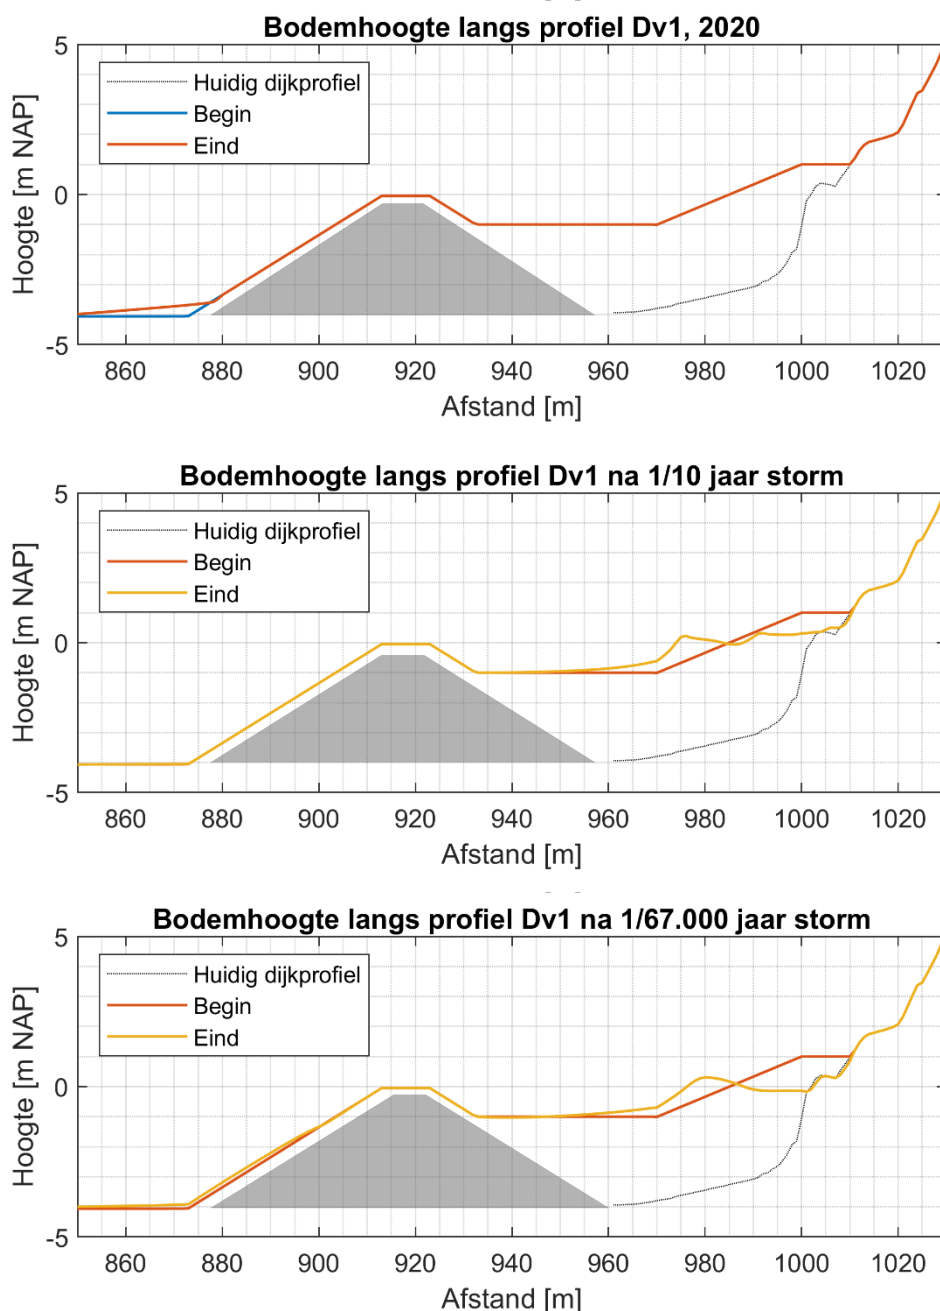 Bodemhoogte langs profiel Dv1, 2020
Hoogte [m NAP]
5
0
-5
Huidig dijkprofiel
Begin
Eind
860 880 900 920 940 960 980 1000 1020
Afstand [m]
Bodemhoogte langs profiel Dv1 na 1/10 jaar storm
Hoogte [m NAP]
5
0
-5
Huidig dijkprofiel
Begin
Eind
860 880 900 920 940 960 980 1000 1020
Afstand [m]
Bodemhoogte langs profiel Dv1 na 1/67.000 jaar storm
Hoogte [m NAP]
5
0
-5
Huidig dijkprofiel
Begin
Eind
860 880 900 920 940 960 980 1000 1020
Afstand [m]